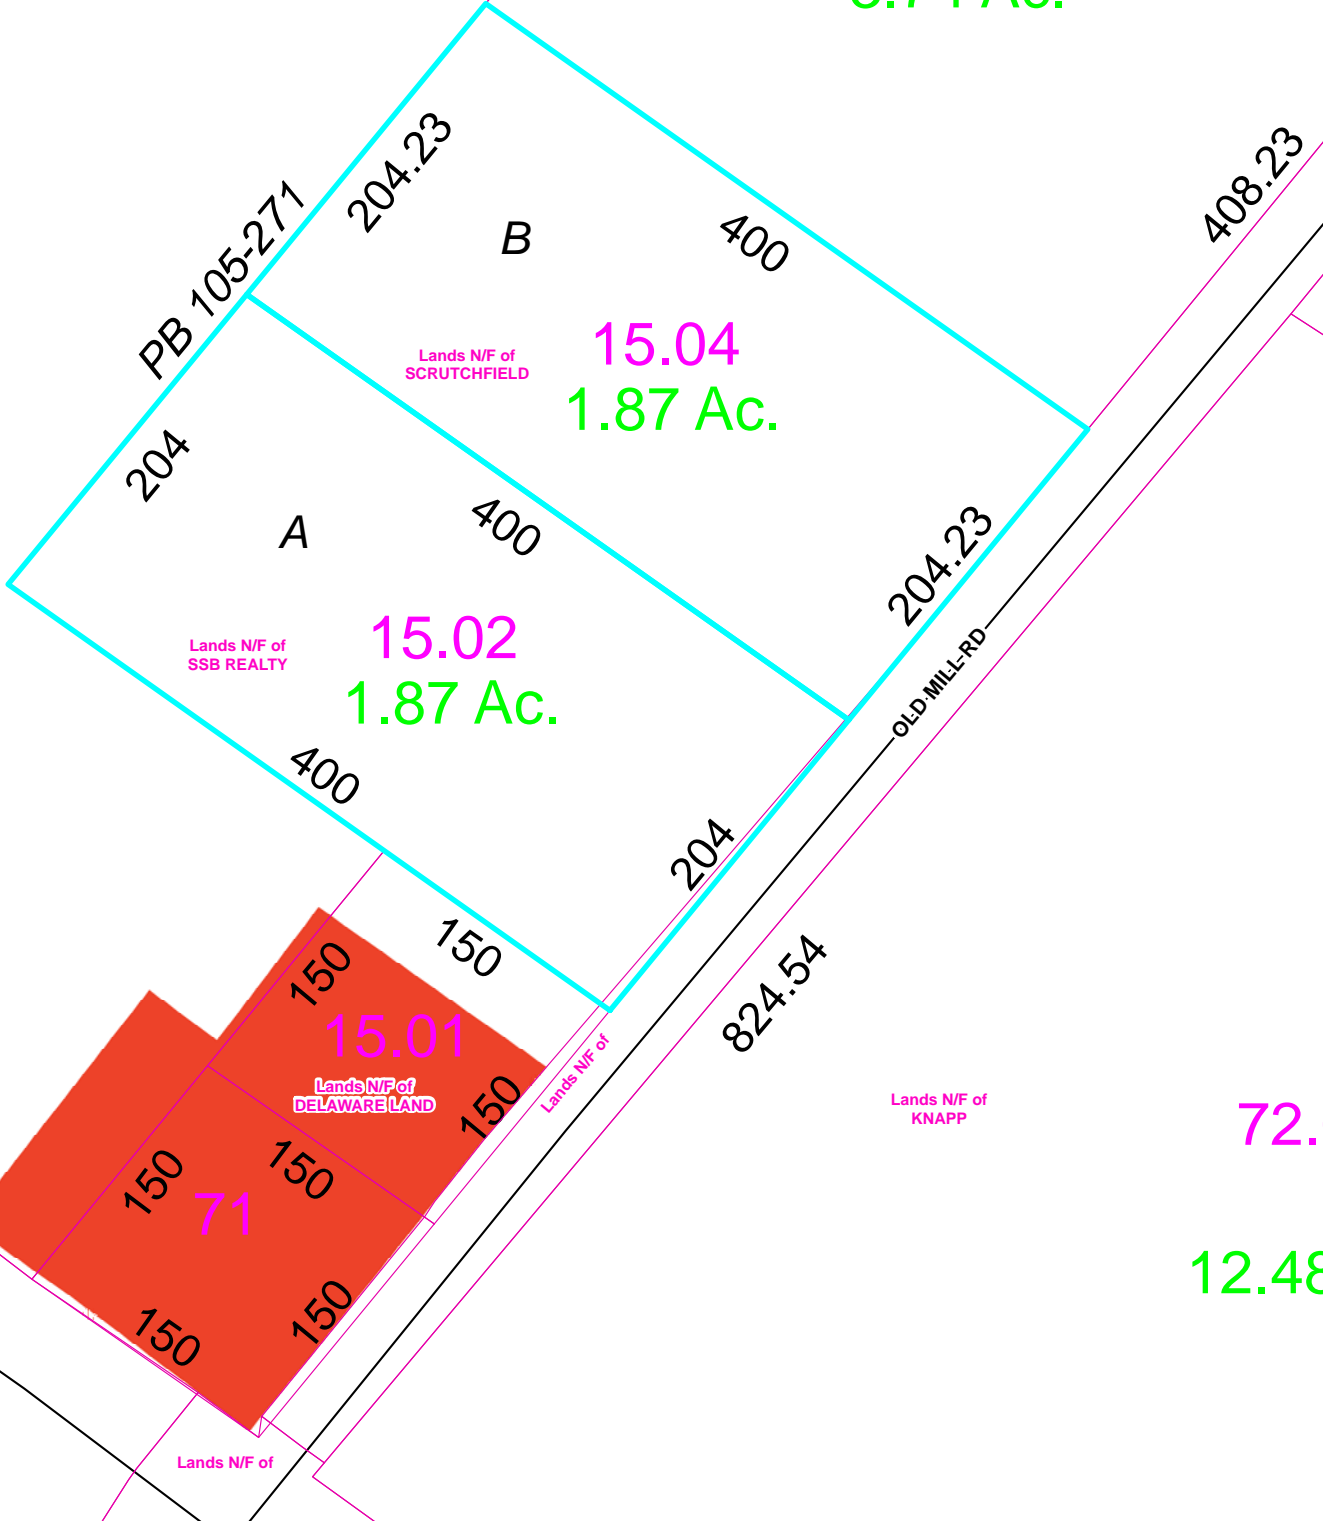 204.23
408.23
PB 105-271
B
400
15.04
Lands N/F of
SCRUTCHFIELD
1.87 Ac.
204
400
A
204.23
15.02
Lands N/F of
SSB REALTY
OLD MILL RD
1.87 Ac.
400
204
150
824.54
150
15.01
Lands N/F of
Lands N/F of
DELAWARE LAND
150
Lands N/F of
KNAPP
72.
150
150
71
12.48
150
150
Lands N/F of